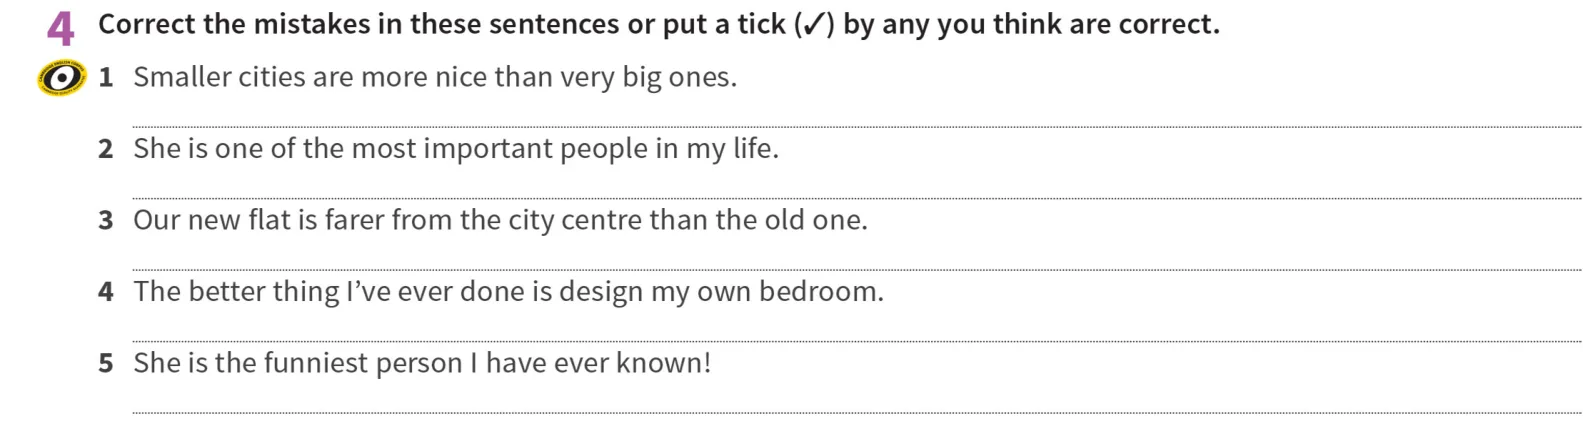 4 Correct the mistakes in these sentences or put a tick (✓) by any you think are correct.
1 Smaller cities are more nice than very big ones.
2 She is one of the most important people in my life.
3 Our new flat is farer from the city centre than the old one.
4 The better thing I’ve ever done is design my own bedroom.
5 She is the funniest person I have ever known!